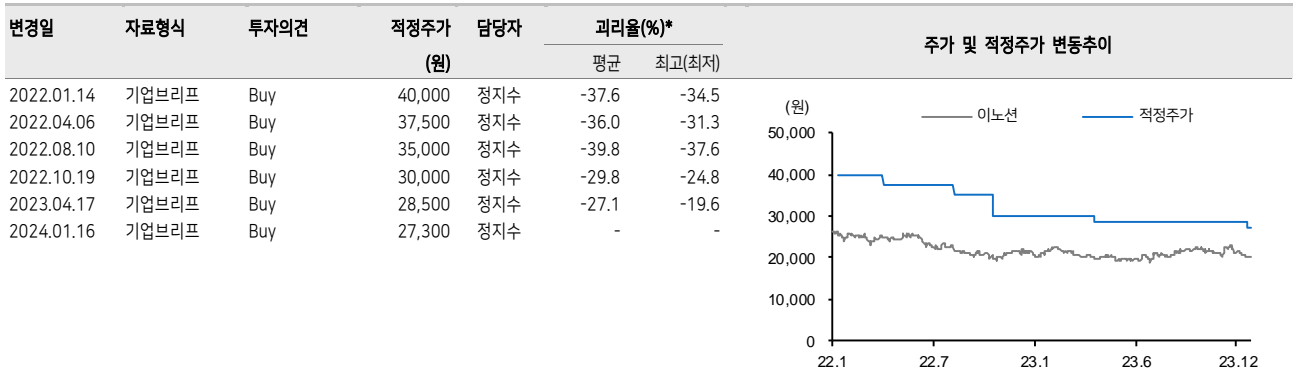 변경일 자료형식 투자의견 적정주가 담당자 괴리율(%)* 주가 및 적정주가 변동추이
(원) 평균 최고(최저)
2022.01.14 기업브리프 Buy 40,000 정지수 -37.6 -34.5
2022.04.06 기업브리프 Buy 37,500 정지수 -36.0 -31.3
2022.08.10 기업브리프 Buy 35,000 정지수 -39.8 -37.6
2022.10.19 기업브리프 Buy 30,000 정지수 -29.8 -24.8
2023.04.17 기업브리프 Buy 28,500 정지수 -27.1 -19.6
2024.01.16 기업브리프 Buy 27,300 정지수 - -
(원) 이노션 적정주가
50,000
40,000
30,000
20,000
10,000
0
22.1 22.7 23.1 23.6 23.12